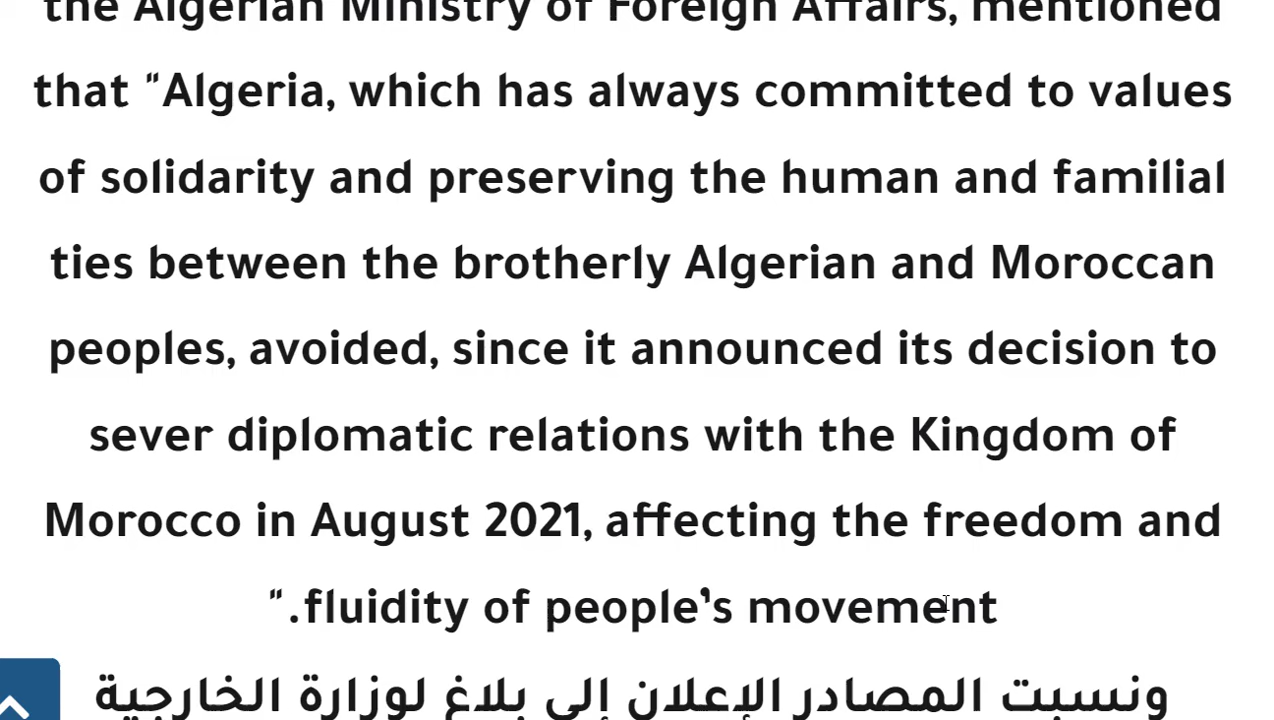 the Algerian Ministry of Foreign Affairs, mentioned
that "Algeria, which has always committed to values
of solidarity and preserving the human and familial
ties between the brotherly Algerian and Moroccan
peoples, avoided, since it announced its decision to
sever diplomatic relations with the Kingdom of
Morocco in August 2021, affecting the freedom and
".fluidity of people’s movement
ونسبت المصادر الإعلان إلى بلاغ لوزارة الخارجية